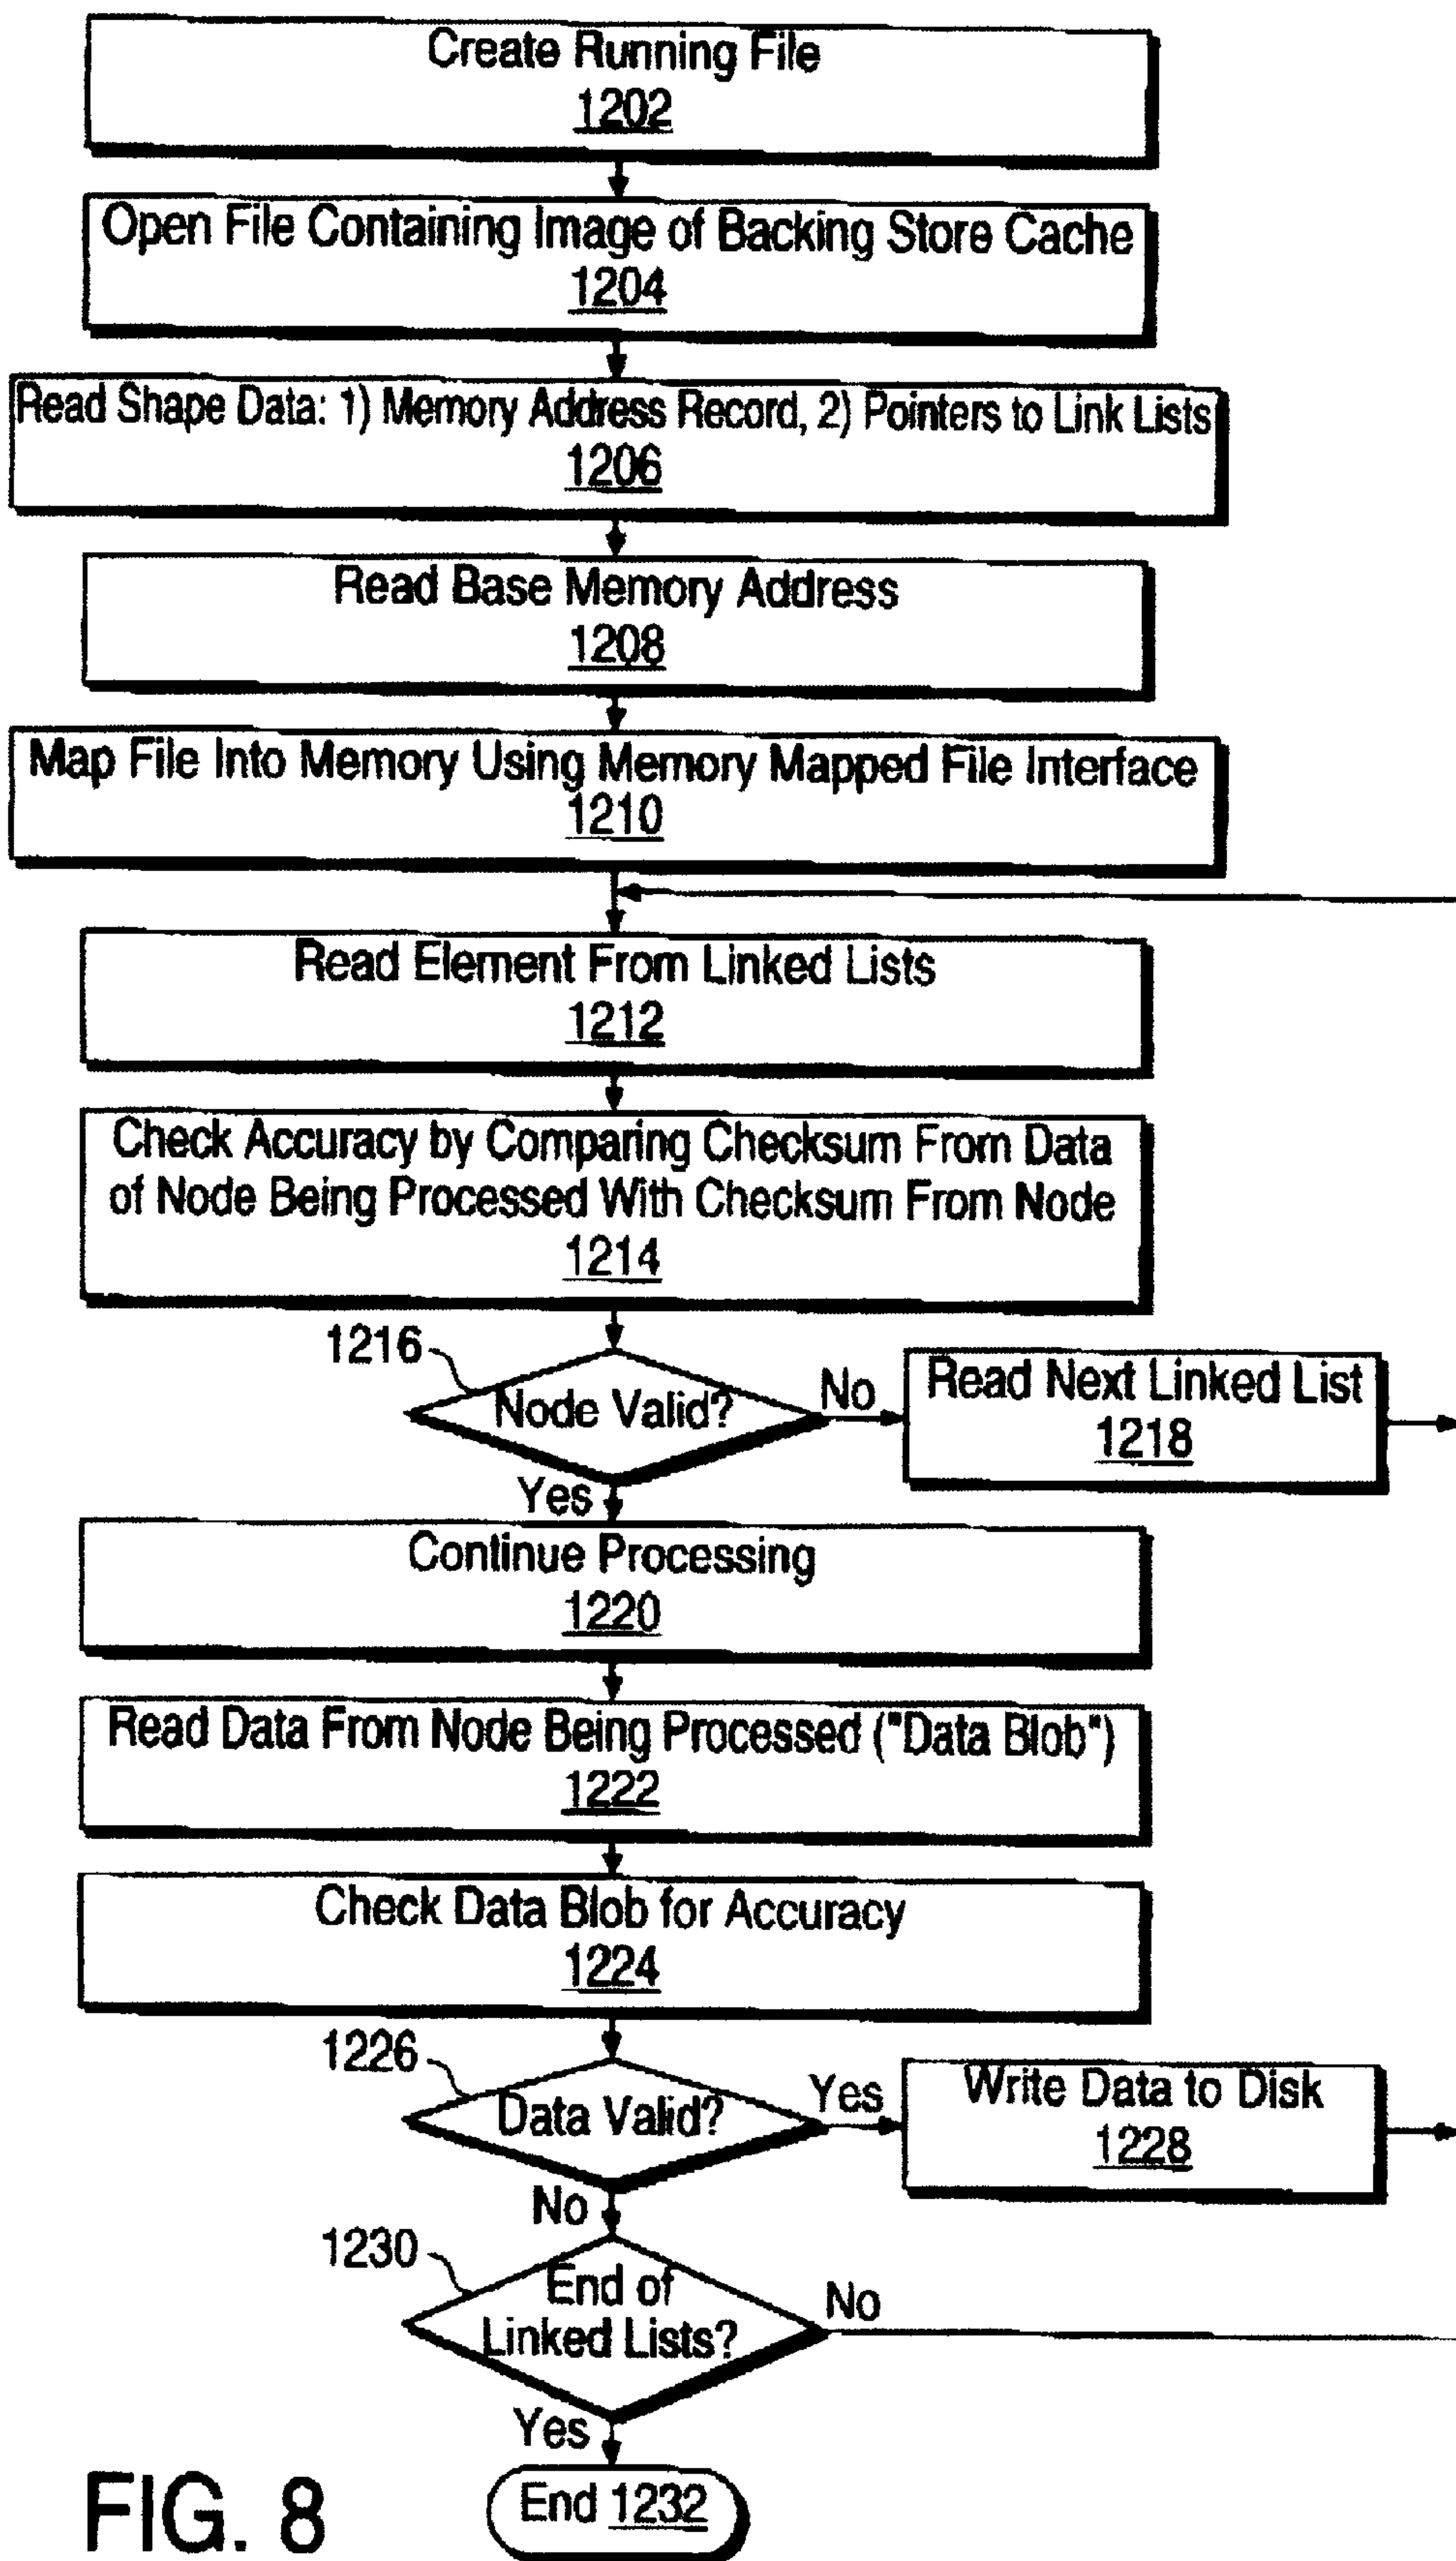 Create Running File
1202
Open File Containing Image of Backing Store Cache
1204
Read Shape Data: 1) Memory Address Record, 2) Pointers to Link Lists
1206
Read Base Memory Address
1208
Map File Into Memory Using Memory Mapped File Interface
1210
Read Element From Linked Lists
1212
Check Accuracy by Comparing Checksum From Data
of Node Being Processed With Checksum From Node
1214
1216
Node Valid?
No
Read Next Linked List
1218
Yes
Continue Processing
1220
Read Data From Node Being Processed ("Data Blob")
1222
Check Data Blob for Accuracy
1224
1226
Data Valid?
Yes
Write Data to Disk
1228
No
1230
End of
Linked Lists?
No
Yes
End 1232
FIG. 8